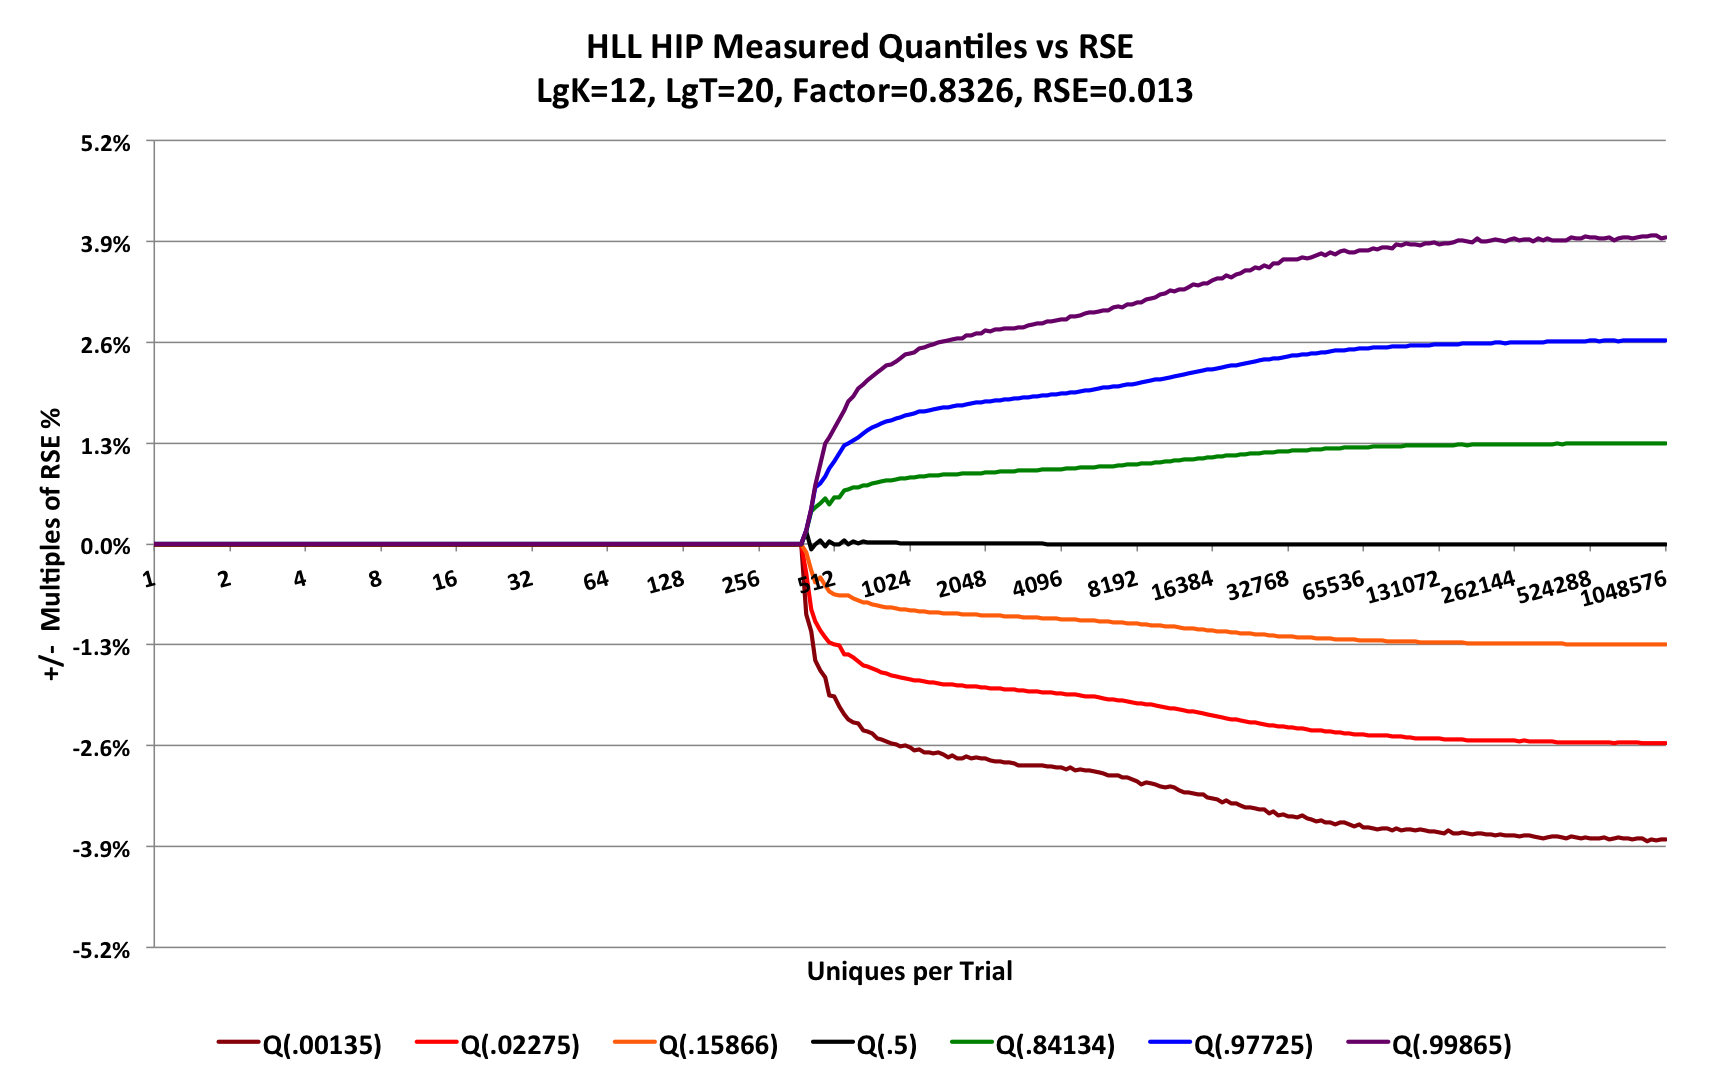 HLL HIP Measured Quantiles vs RSE
LgK=12, LgT=20, Factor=0.8326, RSE=0.013
5.2%
3.9%
2.6%
1.3%
0.0%
-1.3%
-2.6%
-3.9%
-5.2%
+/- Multiples of RSE %
1 2 4 8 16 32 64 128 256 512 1024 2048 4096 8192 16384 32768 65536 131072 262144 524288 1048576
Uniques per Trial
Q(.00135) Q(.02275) Q(.15866) Q(.5) Q(.84134) Q(.97725) Q(.99865)